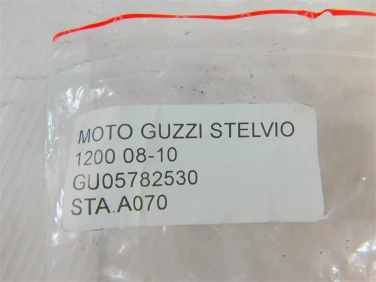 MOTO GUZZI STELVIO
1200 08-10
GU05782530
STA.A070